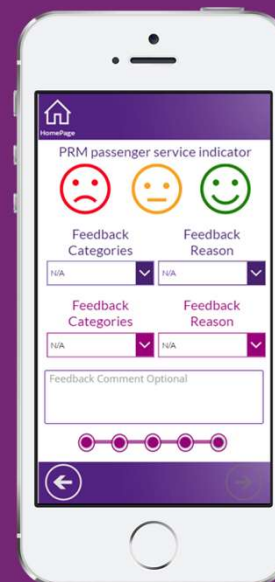 HomePage
PRM passenger service indicator
Feedback Feedback
Categories Reason
N/A N/A
Feedback Feedback
Categories Reason
N/A N/A
Feedback Comment Optional